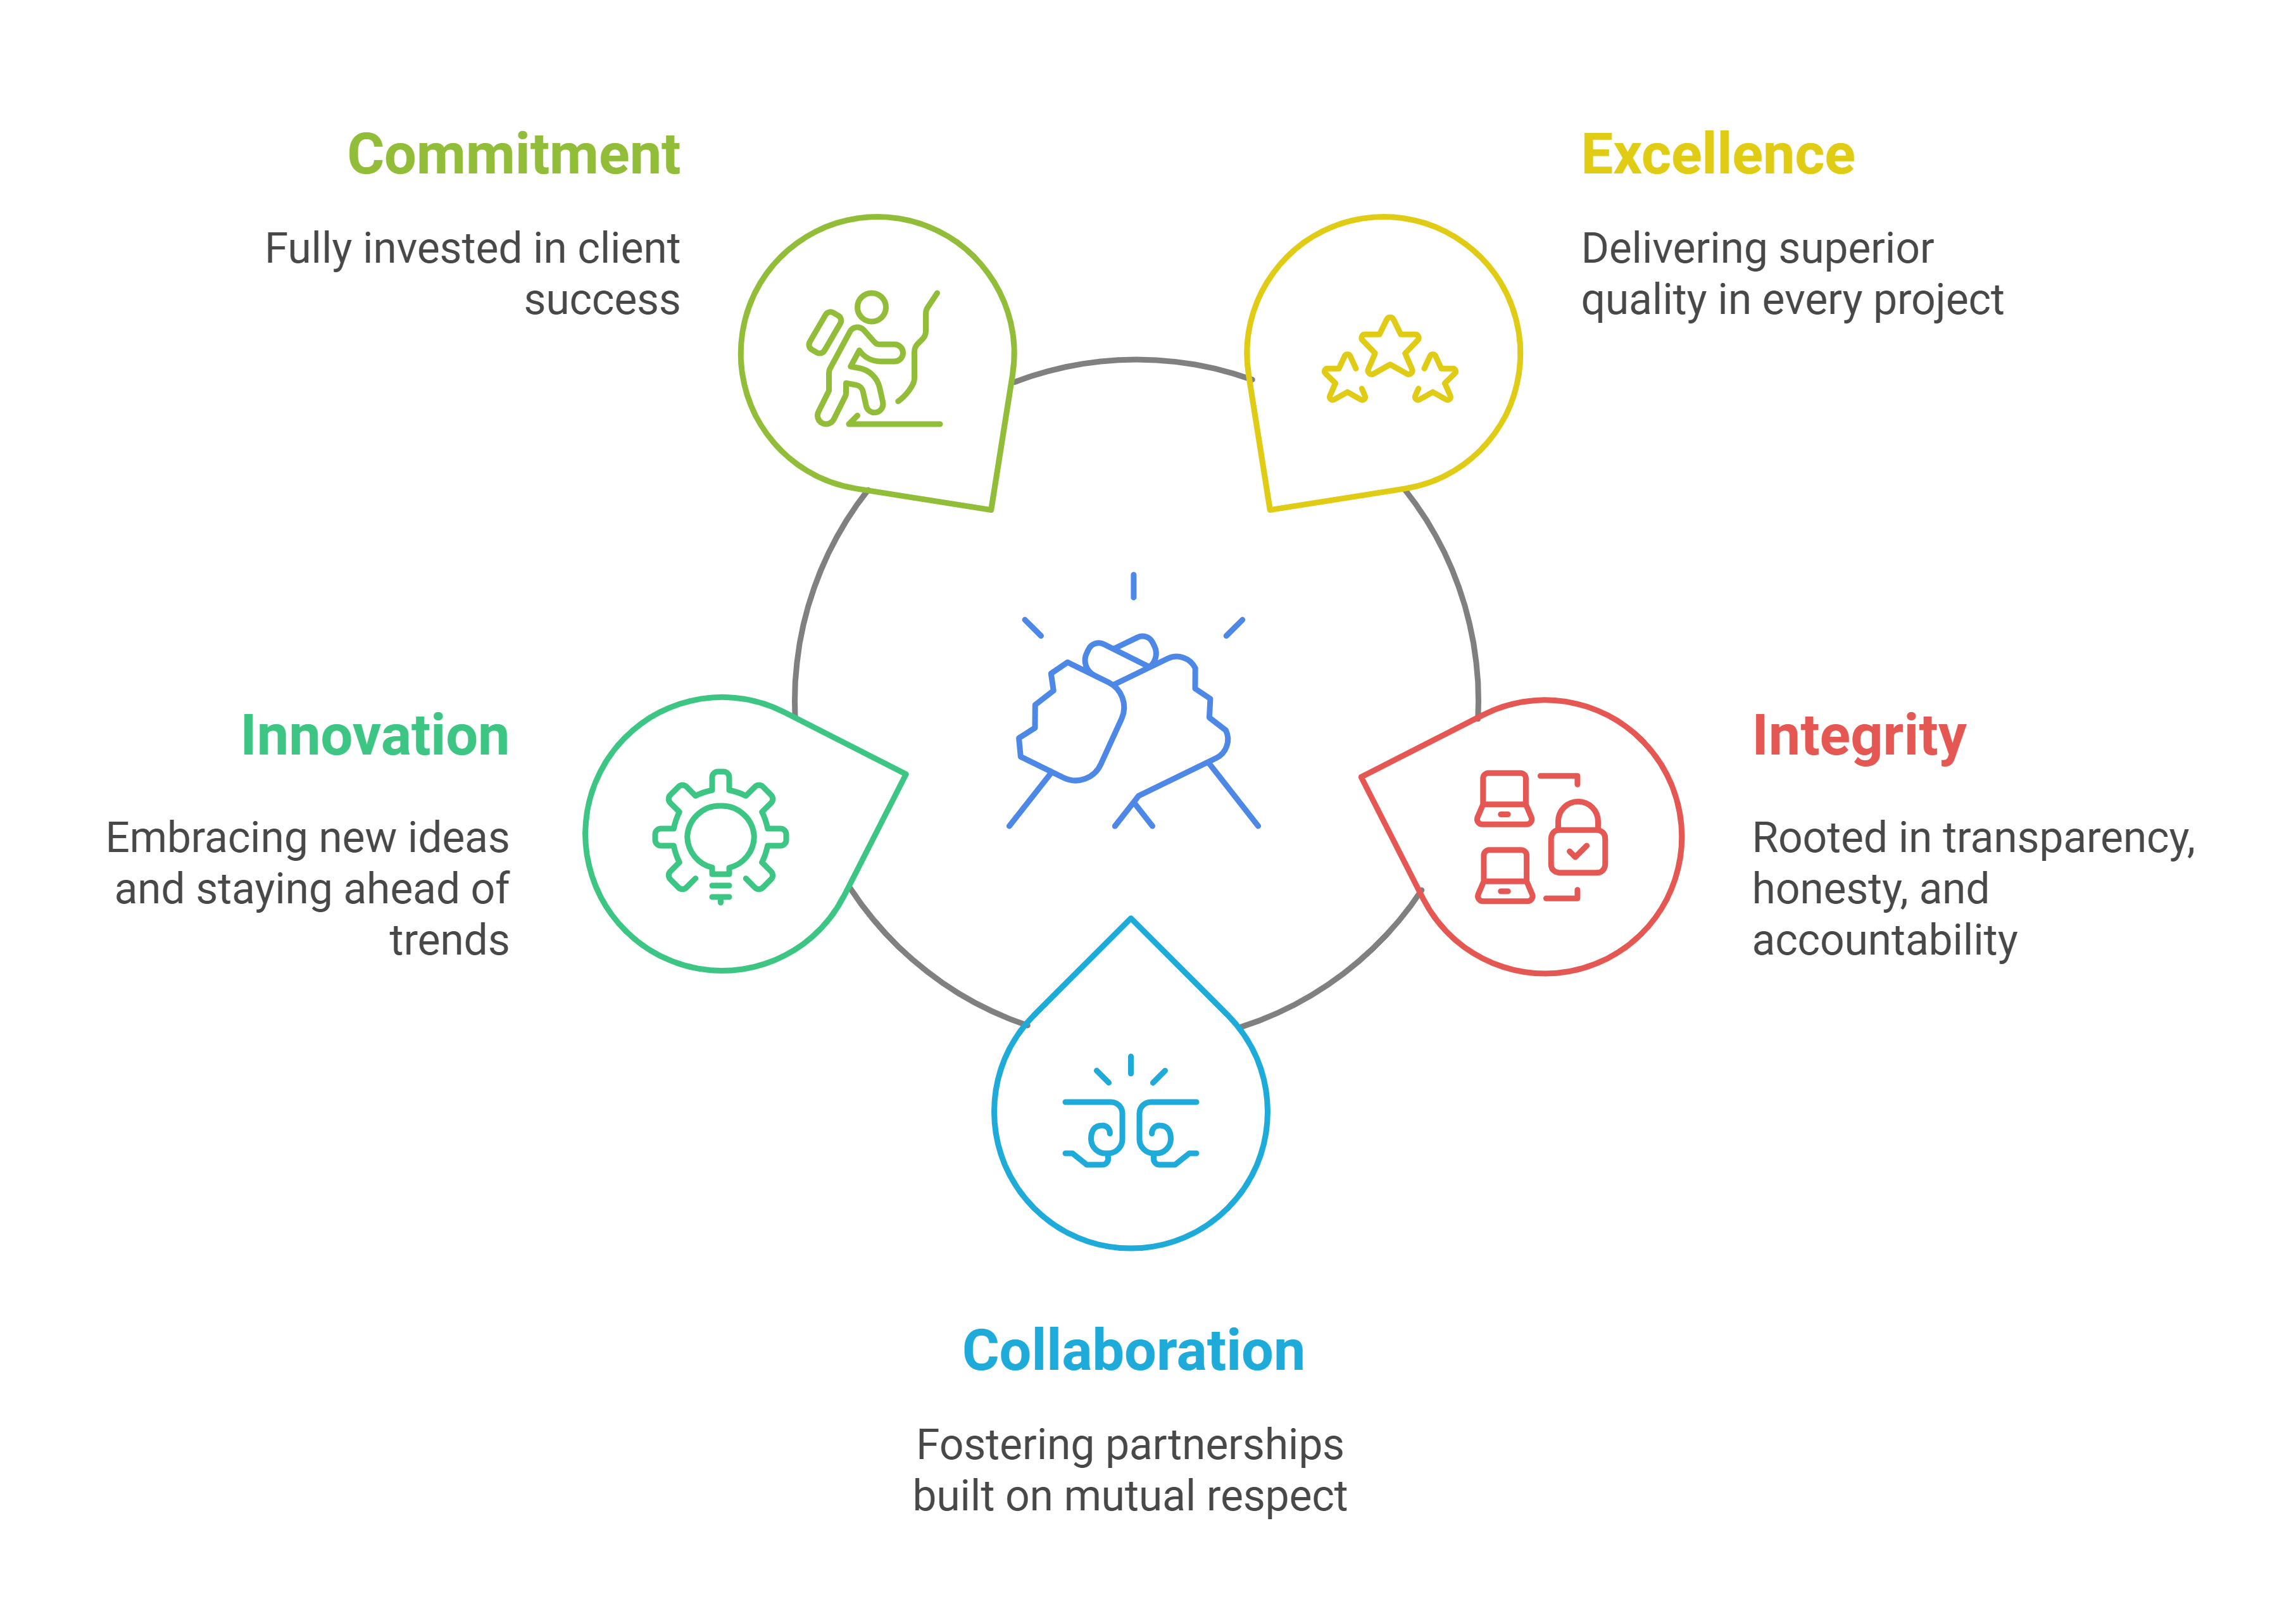 Commitment
Fully invested in client
success
Excellence
Delivering superior
quality in every project
Innovation
Embracing new ideas
and staying ahead of
trends
Integrity
Rooted in transparency,
honesty, and
accountability
Collaboration
Fostering partnerships
built on mutual respect